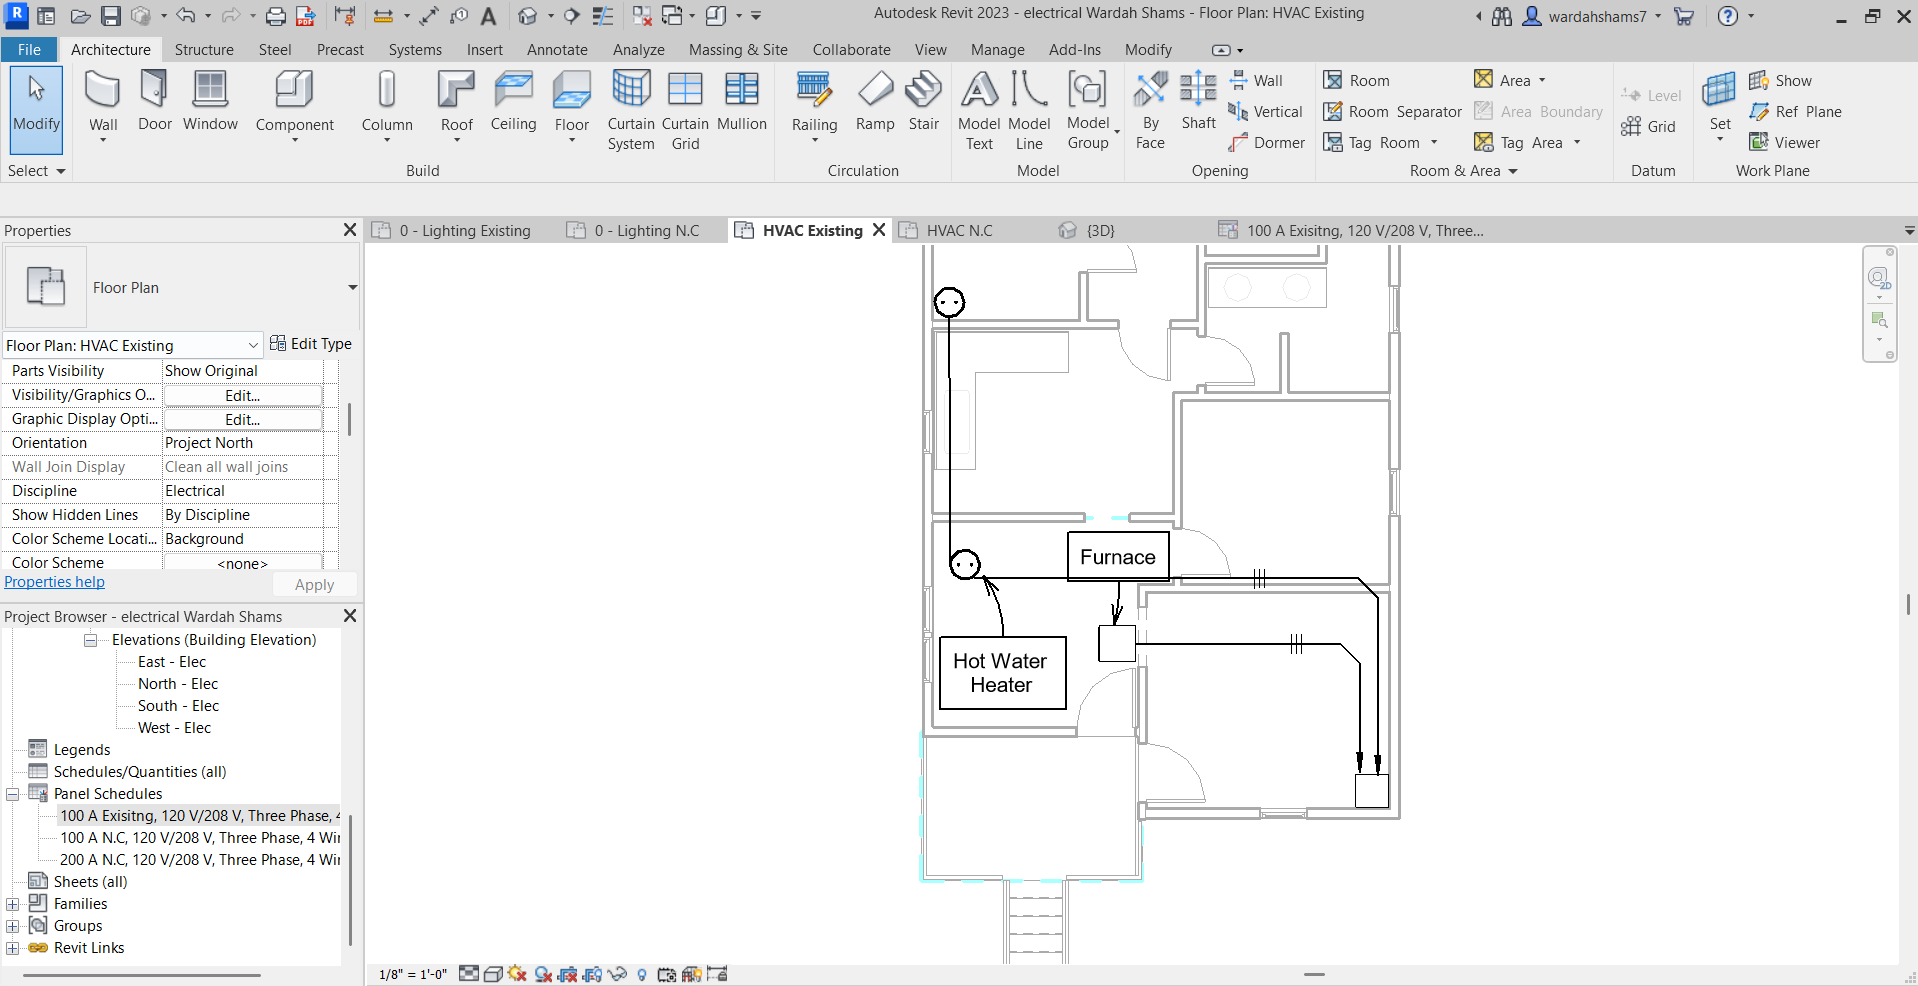 Autodesk Revit 2023 - electrical Wardah Shams - Floor Plan: HVAC Existing
wardahshams7
File Architecture Structure Steel Precast Systems Insert Annotate Analyze Massing & Site Collaborate View Manage Add-Ins Modify
Modify
Wall
Door
Window
Component
Column
Roof
Ceiling
Floor
Curtain System
Curtain Grid
Mullion
Railing
Ramp
Stair
Model Text
Model Line
Model Group
By Face
Shaft
Wall
Vertical
Dormer
Room
Room Separator
Tag Room
Area
Area Boundary
Tag Area
Level
Grid
Set
Show
Ref Plane
Viewer
Select
Build
Circulation
Model
Opening
Room & Area
Datum
Work Plane
Properties
Floor Plan
Floor Plan: HVAC Existing
Edit Type
Parts Visibility Show Original
Visibility/Graphics O... Edit...
Graphic Display Opti... Edit...
Orientation Project North
Wall Join Display Clean all wall joins
Discipline Electrical
Show Hidden Lines By Discipline
Color Scheme Locati... Background
Color Scheme <none>
Properties help
Apply
Project Browser - electrical Wardah Shams
Elevations (Building Elevation)
East - Elec
North - Elec
South - Elec
West - Elec
Legends
Schedules/Quantities (all)
Panel Schedules
100 A Exisitng, 120 V/208 V, Three Phase, 4
100 A N.C, 120 V/208 V, Three Phase, 4 Wir
200 A N.C, 120 V/208 V, Three Phase, 4 Wir
Sheets (all)
Families
Groups
Revit Links
0 - Lighting Existing
0 - Lighting N.C
HVAC Existing
HVAC N.C
{3D}
100 A Exisitng, 120 V/208 V, Three...
2D
Furnace
Hot Water
Heater
1/8" = 1'-0"